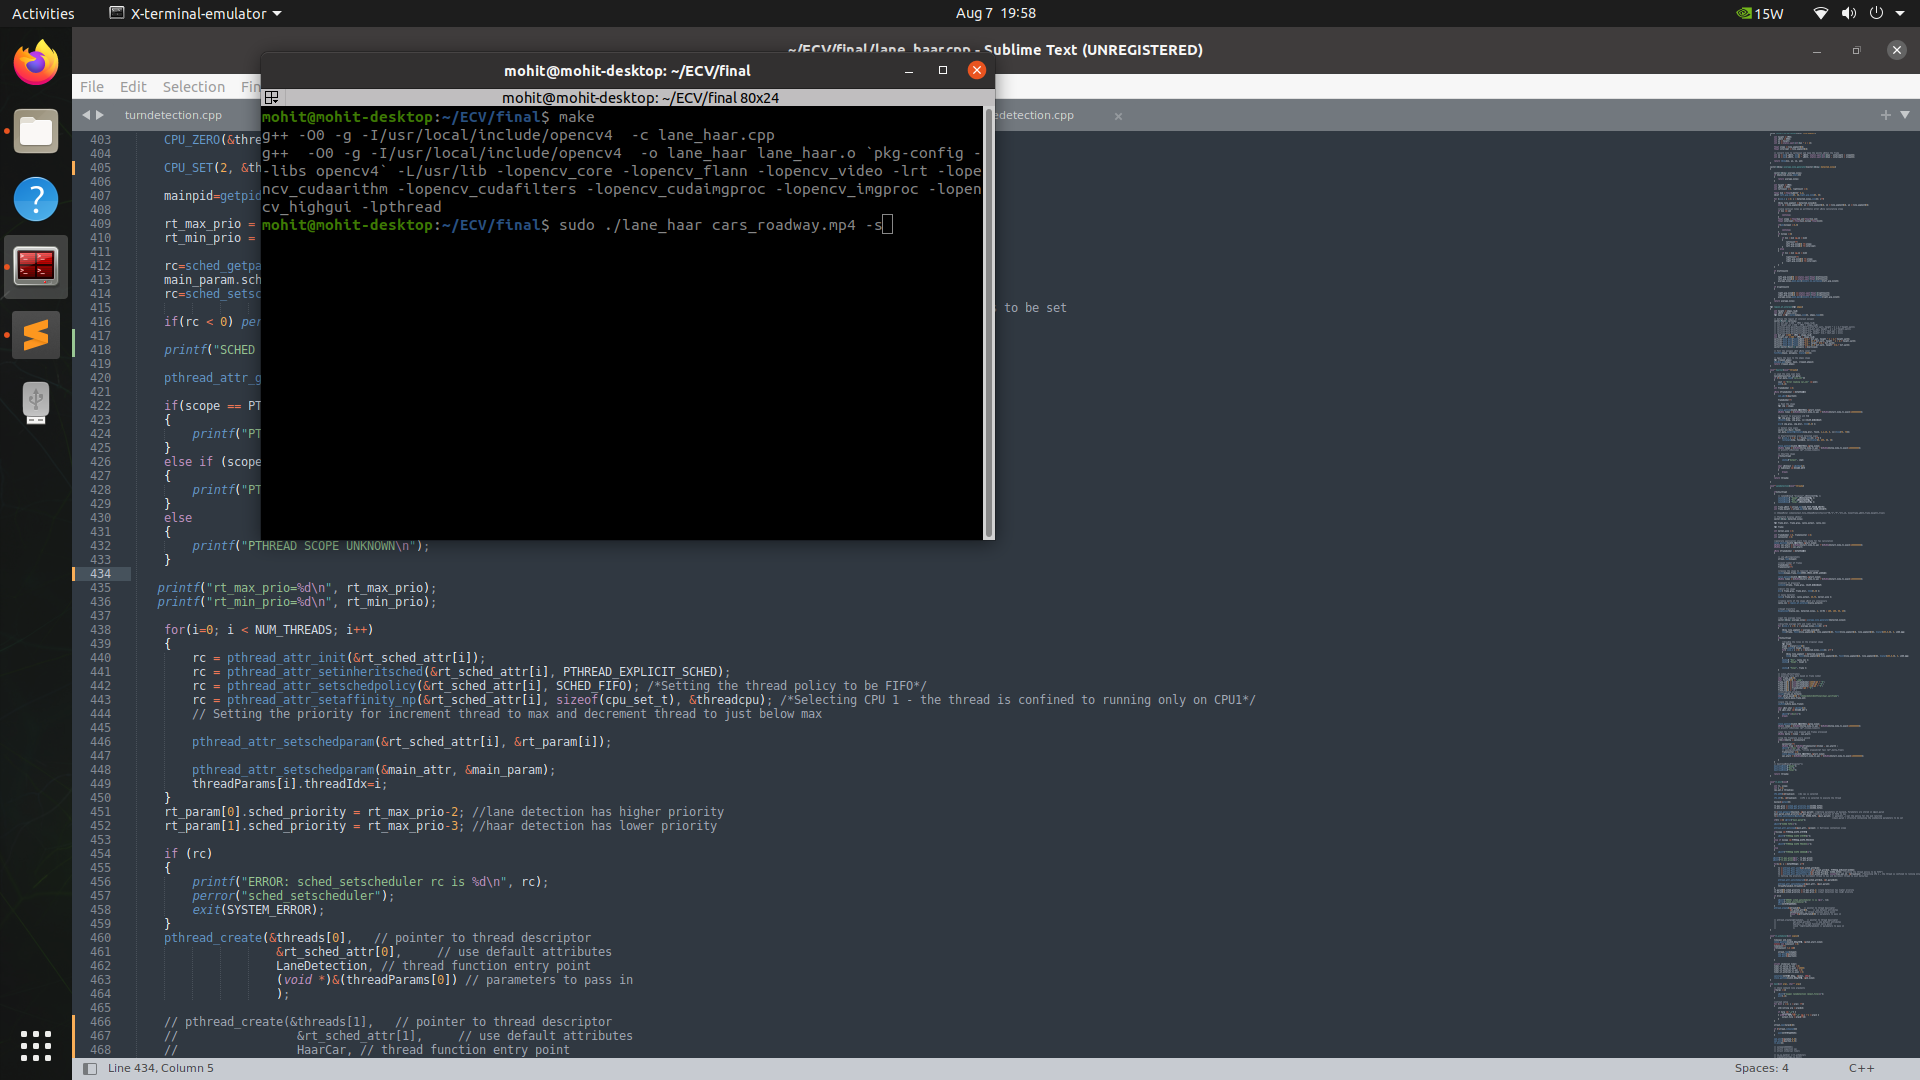 Activities
X-terminal-emulator
Aug 7 19:58
15W
~/ECV/final/lane_haar.cpp - Sublime Text (UNREGISTERED)
File Edit Selection Fin
turndetection.cpp
edetection.cpp
mohit@mohit-desktop: ~/ECV/final
mohit@mohit-desktop: ~/ECV/final 80x24
mohit@mohit-desktop:~/ECV/final$ make
g++ -O0 -g -I/usr/local/include/opencv4  -c lane_haar.cpp
g++  -O0 -g -I/usr/local/include/opencv4  -o lane_haar lane_haar.o `pkg-config -
-libs opencv4` -L/usr/lib -lopencv_core -lopencv_flann -lopencv_video -lrt -lope
ncv_cudaarithm -lopencv_cudafilters -lopencv_cudaimgproc -lopencv_imgproc -lopen
cv_highgui -lpthread
mohit@mohit-desktop:~/ECV/final$ sudo ./lane_haar cars_roadway.mp4 -s
403 CPU_ZERO(&thre
404
405 CPU_SET(2, &th
406
407 mainpid=getpid
408
409 rt_max_prio =
410 rt_min_prio =
411
412 rc=sched_getpa
413 main_param.sch
414 rc=sched_setsc
415 to be set
416 if(rc < 0) per
417
418 printf("SCHED
419
420 pthread_attr_g
421
422 if(scope == PT
423 {
424 printf("PT
425 }
426 else if (scope
427 {
428 printf("PT
429 }
430 else
431 {
432 printf("PTHREAD SCOPE UNKNOWN\n");
433 }
434
435 printf("rt_max_prio=%d\n", rt_max_prio);
436 printf("rt_min_prio=%d\n", rt_min_prio);
437
438 for(i=0; i < NUM_THREADS; i++)
439 {
440 rc = pthread_attr_init(&rt_sched_attr[i]);
441 rc = pthread_attr_setinheritsched(&rt_sched_attr[i], PTHREAD_EXPLICIT_SCHED);
442 rc = pthread_attr_setschedpolicy(&rt_sched_attr[i], SCHED_FIFO); /*Setting the thread policy to be FIFO*/
443 rc = pthread_attr_setaffinity_np(&rt_sched_attr[i], sizeof(cpu_set_t), &threadcpu); /*Selecting CPU 1 - the thread is confined to running only on CPU1*/
444 // Setting the priority for increment thread to max and decrement thread to just below max
445
446 pthread_attr_setschedparam(&rt_sched_attr[i], &rt_param[i]);
447
448 pthread_attr_setschedparam(&main_attr, &main_param);
449 threadParams[i].threadIdx=i;
450 }
451 rt_param[0].sched_priority = rt_max_prio-2; //lane detection has higher priority
452 rt_param[1].sched_priority = rt_max_prio-3; //haar detection has lower priority
453
454 if (rc)
455 {
456 printf("ERROR: sched_setscheduler rc is %d\n", rc);
457 perror("sched_setscheduler");
458 exit(SYSTEM_ERROR);
459 }
460 pthread_create(&threads[0],   // pointer to thread descriptor
461 &rt_sched_attr[0],     // use default attributes
462 LaneDetection, // thread function entry point
463 (void *)&(threadParams[0]) // parameters to pass in
464 );
465
466 // pthread_create(&threads[1],   // pointer to thread descriptor
467 //                 &rt_sched_attr[1],     // use default attributes
468 //                 HaarCar, // thread function entry point
Line 434, Column 5
Spaces: 4
C++